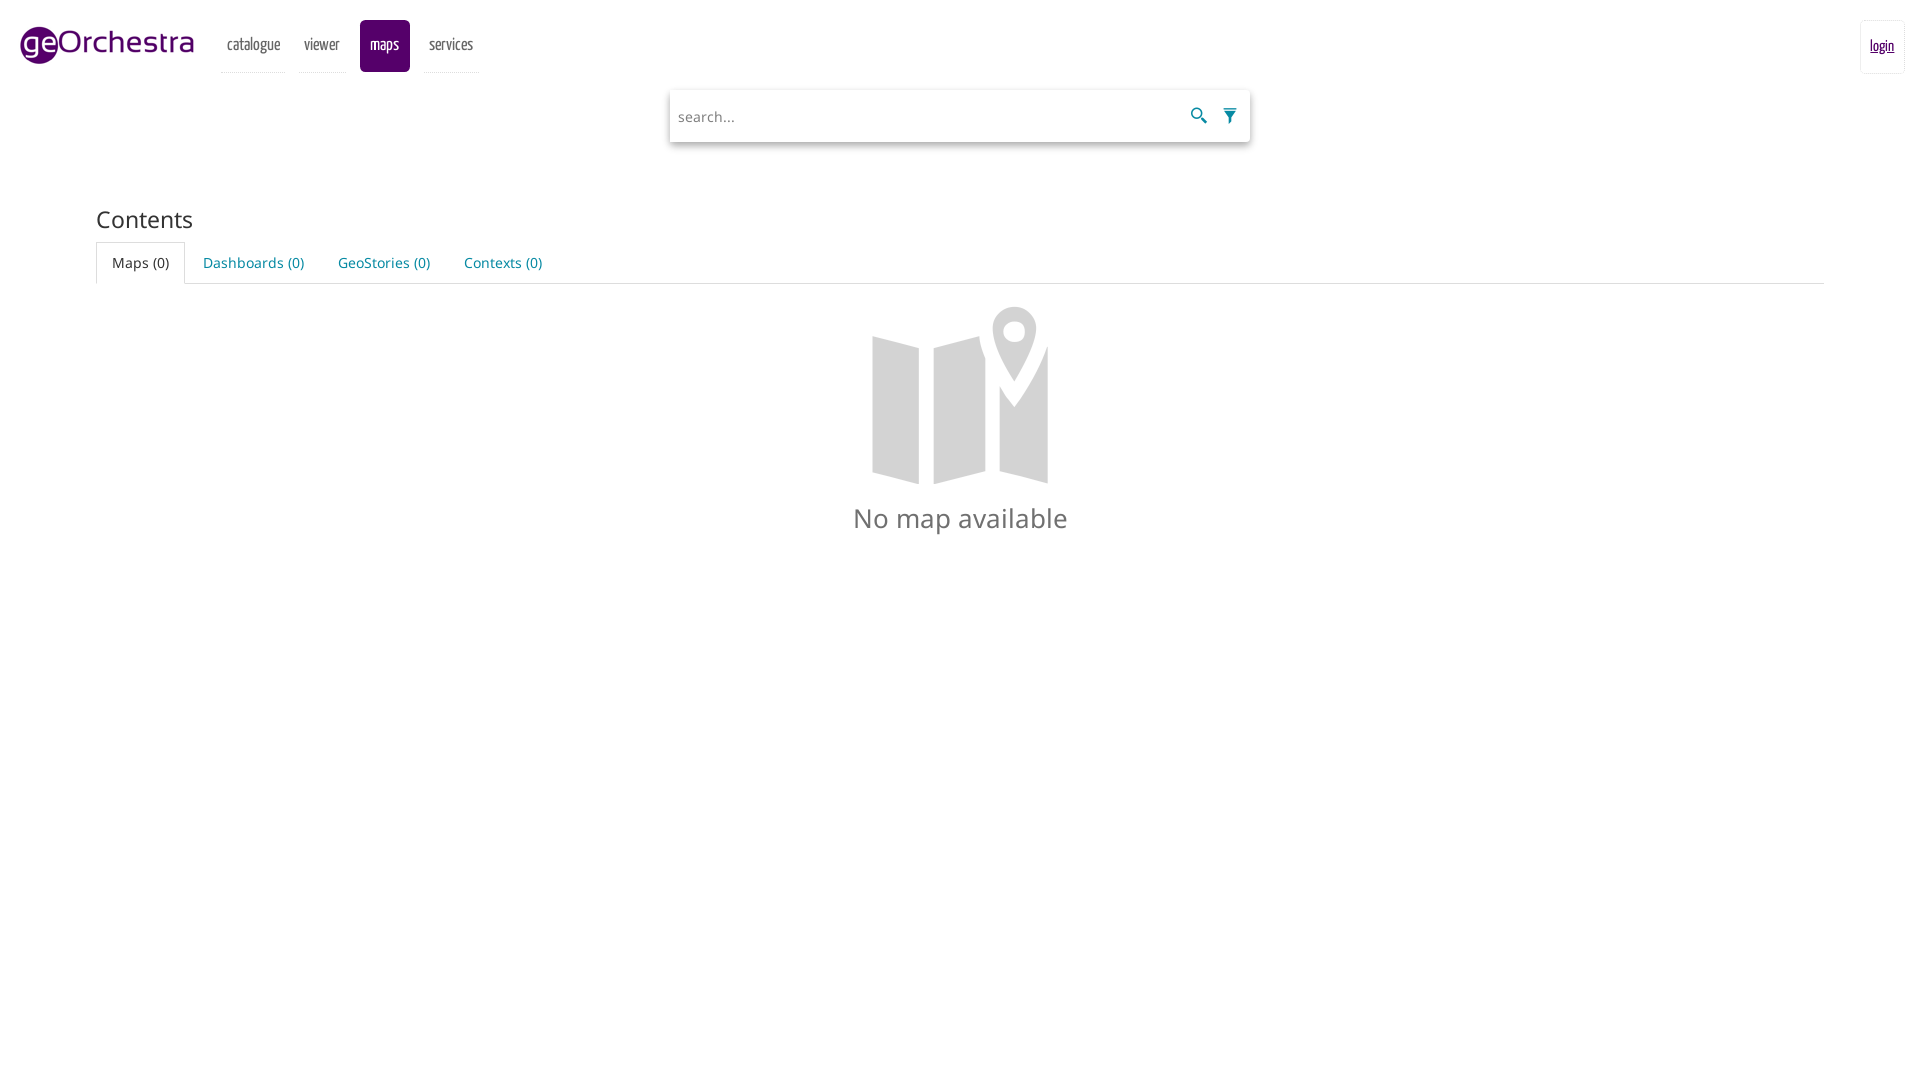 geOrchestra catalogue viewer maps services login
search...
Contents
Maps (0) Dashboards (0) GeoStories (0) Contexts (0)
No map available